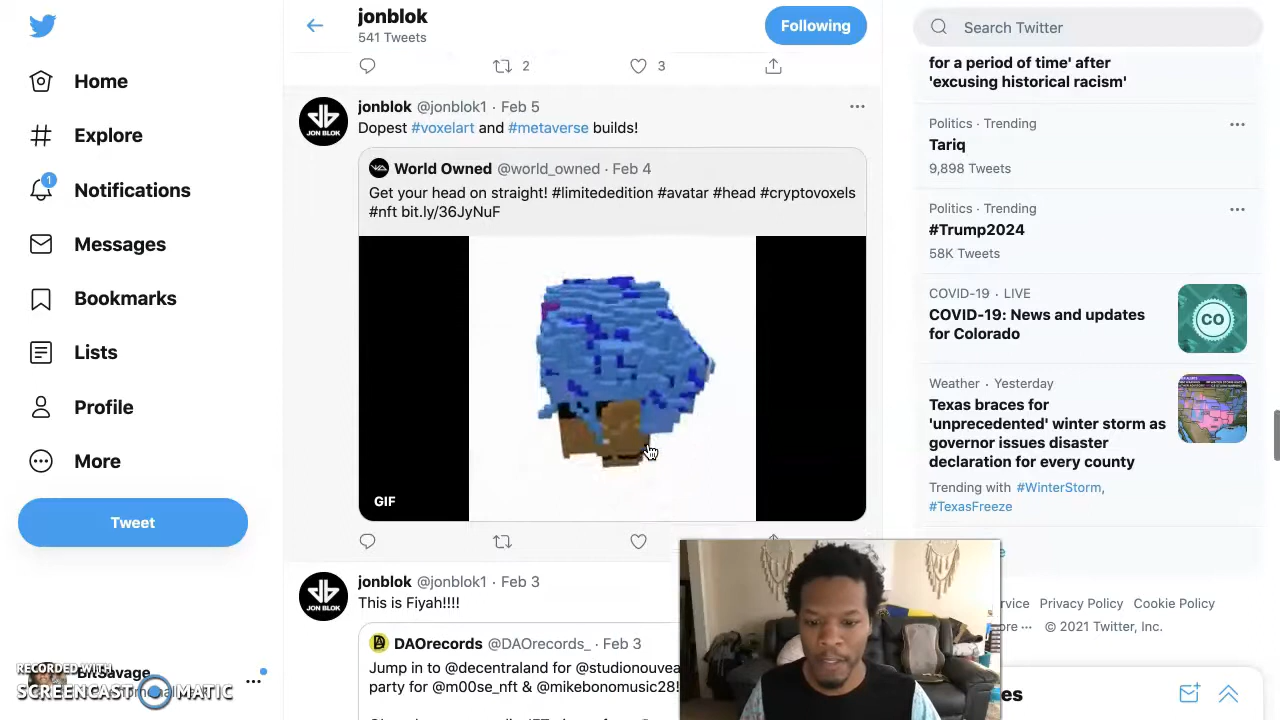 jonblok
541 Tweets
Following
Search Twitter
Home
Explore
1
Notifications
Messages
Bookmarks
Lists
Profile
More
Tweet
2
3
jonblok @jonblok1 · Feb 5
Dopest #voxelart and #metaverse builds!
JON BLOK
World Owned @world_owned · Feb 4
Get your head on straight! #limitededition #avatar #head #cryptovoxels
#nft bit.ly/36JyNuF
GIF
jonblok @jonblok1 · Feb 3
This is Fiyah!!!!
JON BLOK
DAOrecords @DAOrecords_ · Feb 3
Jump in to @decentraland for @studionouvea
party for @m00se_nft & @mikebonomusic28!
for a period of time' after
'excusing historical racism'
Politics · Trending
Tariq
9,898 Tweets
Politics · Trending
#Trump2024
58K Tweets
COVID-19 · LIVE
COVID-19: News and updates
for Colorado
CO
Weather · Yesterday
Texas braces for
'unprecedented' winter storm as
governor issues disaster
declaration for every county
Trending with #WinterStorm,
#TexasFreeze
Privacy Policy Cookie Policy
© 2021 Twitter, Inc.
BitSavage
RECORDED WITH
SCREENCAST-O-MATIC